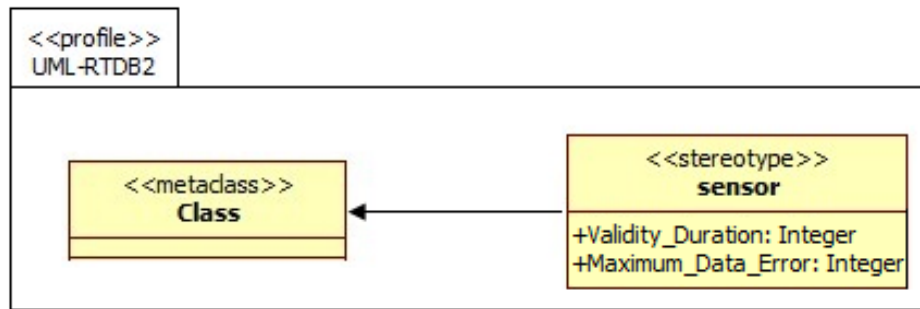 <<profile>>
UML-RTDB2
<<metaclass>>
Class
<<stereotype>>
sensor
+Validity_Duration: Integer
+Maximum_Data_Error: Integer